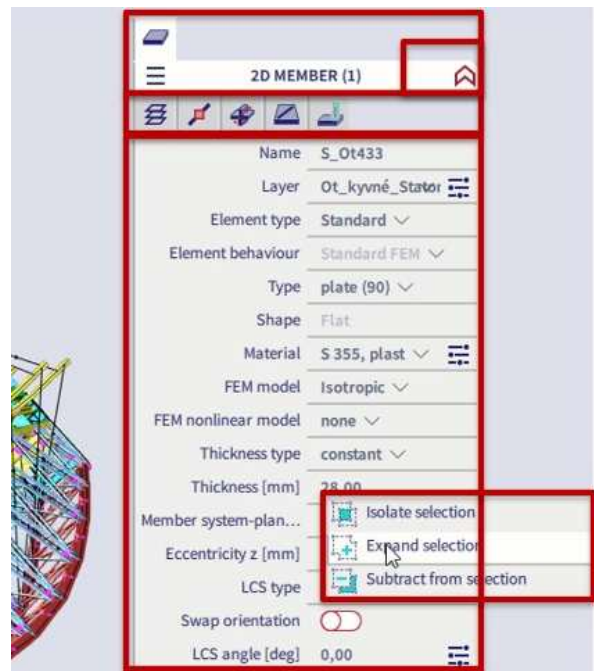 2D MEMBER (1)
Name S_Ot433
Layer Ot_kyvné_Stator
Element type Standard
Element behaviour Standard FEM
Type plate (90)
Shape Flat
Material S 355, plast
FEM model Isotropic
FEM nonlinear model none
Thickness type constant
Thickness [mm] 28,00
Isolate selection
Member system-plan...
Expand selection
Eccentricity z [mm]
Subtract from selection
LCS type
Swap orientation
LCS angle [deg] 0,00